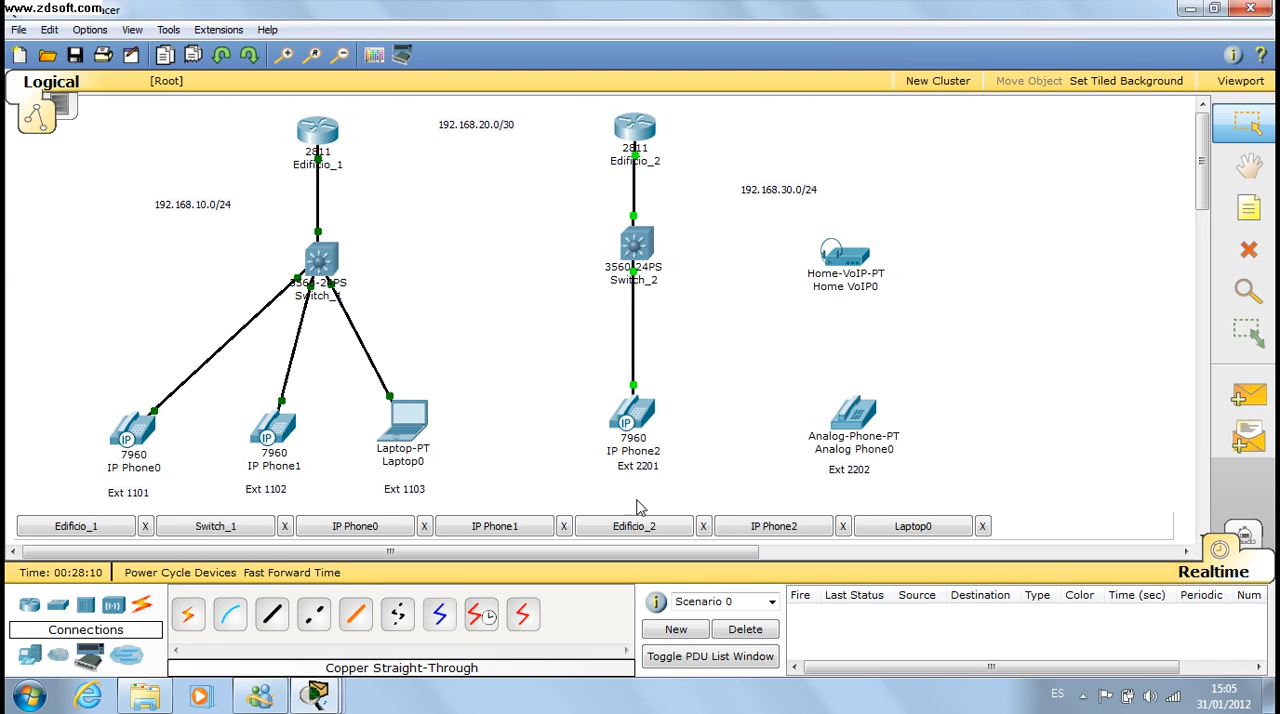 www.zdsoft.com acer
File Edit Options View Tools Extensions Help
Logical [Root] New Cluster Move Object Set Tiled Background Viewport
192.168.20.0/30
2811
Edificio_1
2811
Edificio_2
192.168.10.0/24
192.168.30.0/24
Switch_1
3560-24PS
Switch_2
Home-VoIP-PT
Home VoIP0
IP
7960
IP Phone0
Ext 1101
IP
7960
IP Phone1
Ext 1102
Laptop-PT
Laptop0
Ext 1103
IP
7960
IP Phone2
Ext 2201
Analog-Phone-PT
Analog Phone0
Ext 2202
Edificio_1 X Switch_1 X IP Phone0 X IP Phone1 X Edificio_2 X IP Phone2 X Laptop0 X
Time: 00:28:10 Power Cycle Devices Fast Forward Time Realtime
Connections
Copper Straight-Through
Scenario 0
New Delete
Toggle PDU List Window
Fire Last Status Source Destination Type Color Time (sec) Periodic Num
ES 15:05
31/01/2012